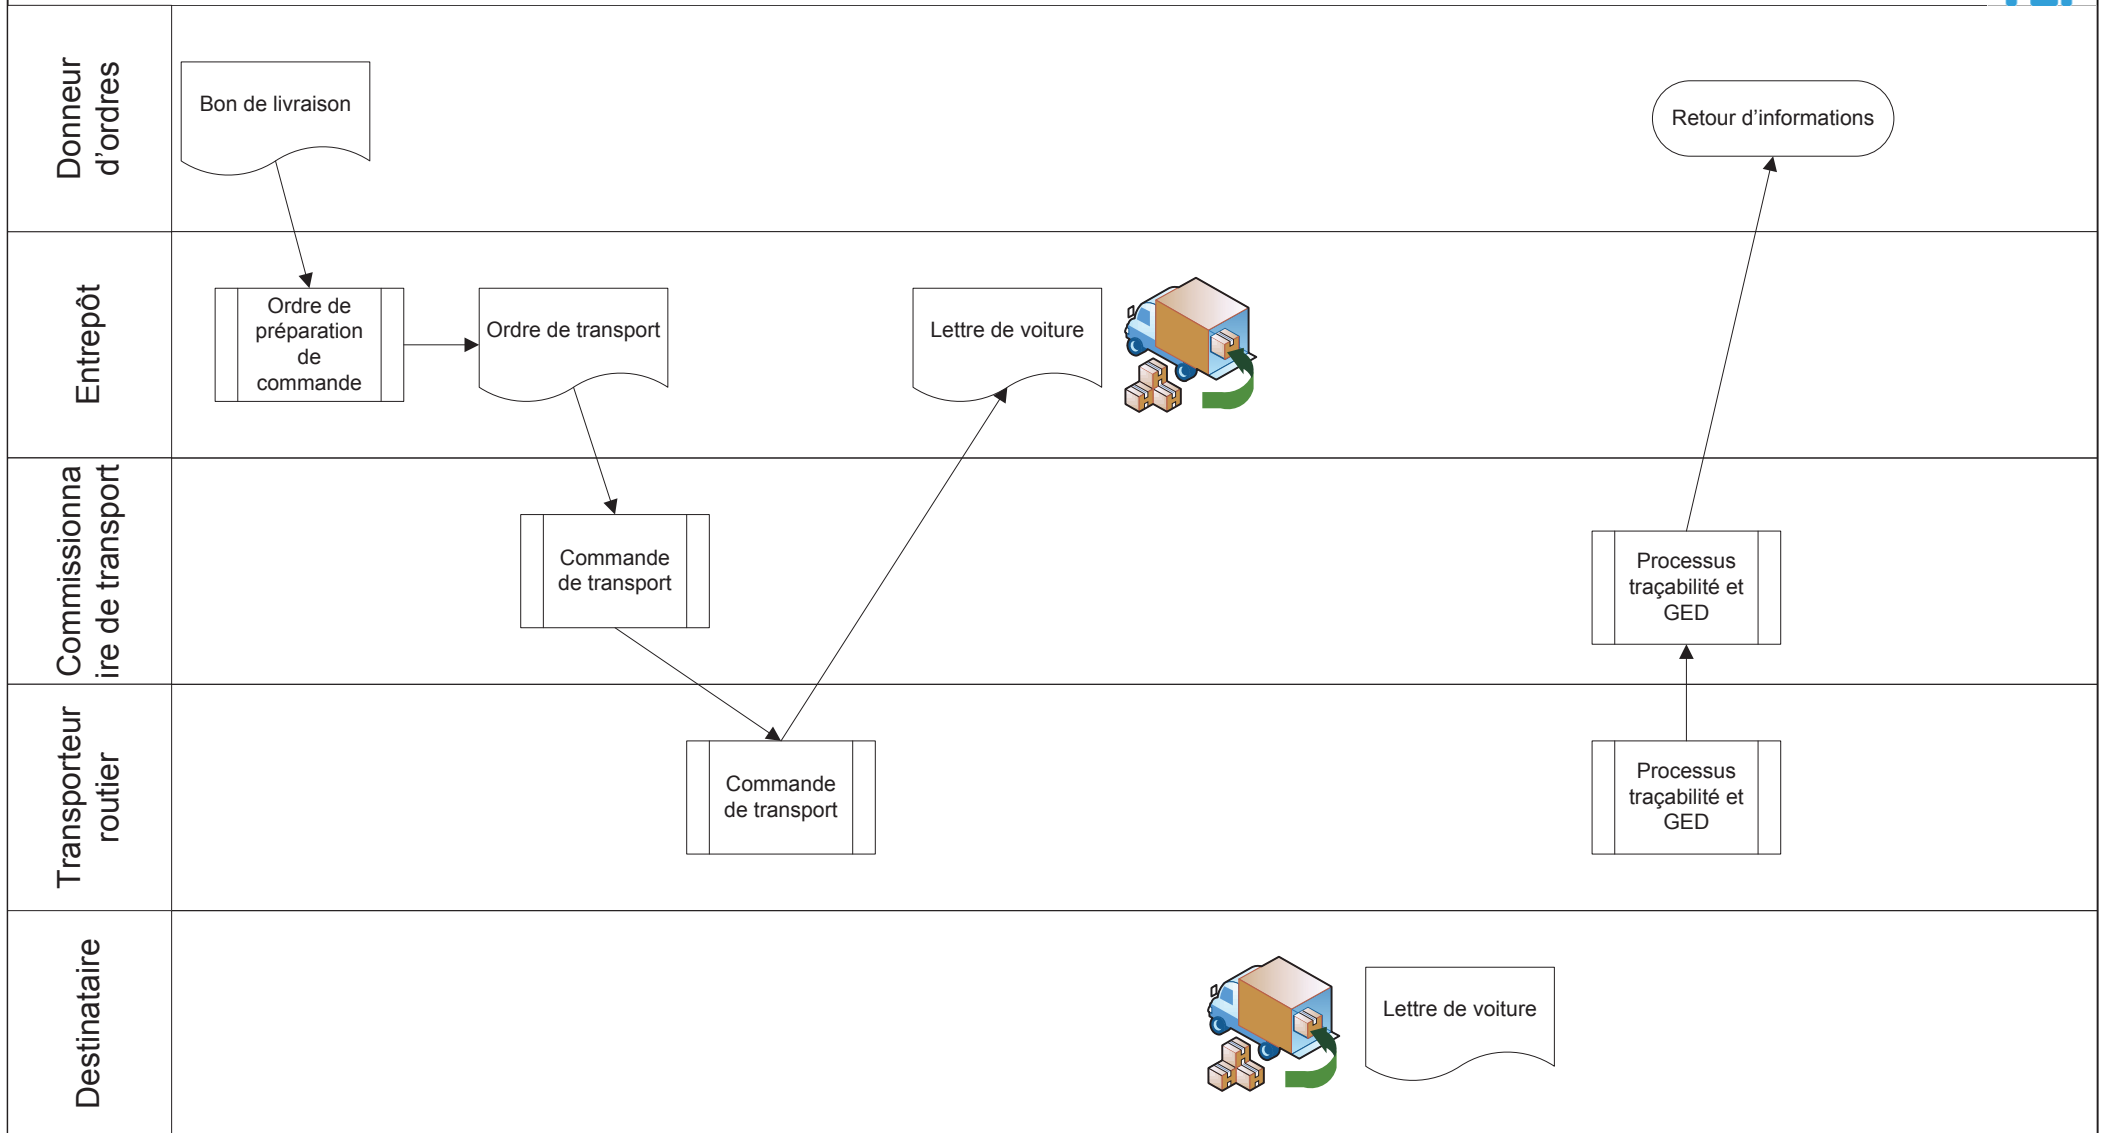 Donneur
d’ordres
Bon de livraison
Retour d’informations
Entrepôt
Ordre de
préparation
de
commande
Ordre de transport
Lettre de voiture
Commissionna
ire de transport
Commande
de transport
Processus
traçabilité et
GED
Transporteur
routier
Commande
de transport
Processus
traçabilité et
GED
Destinataire
Lettre de voiture